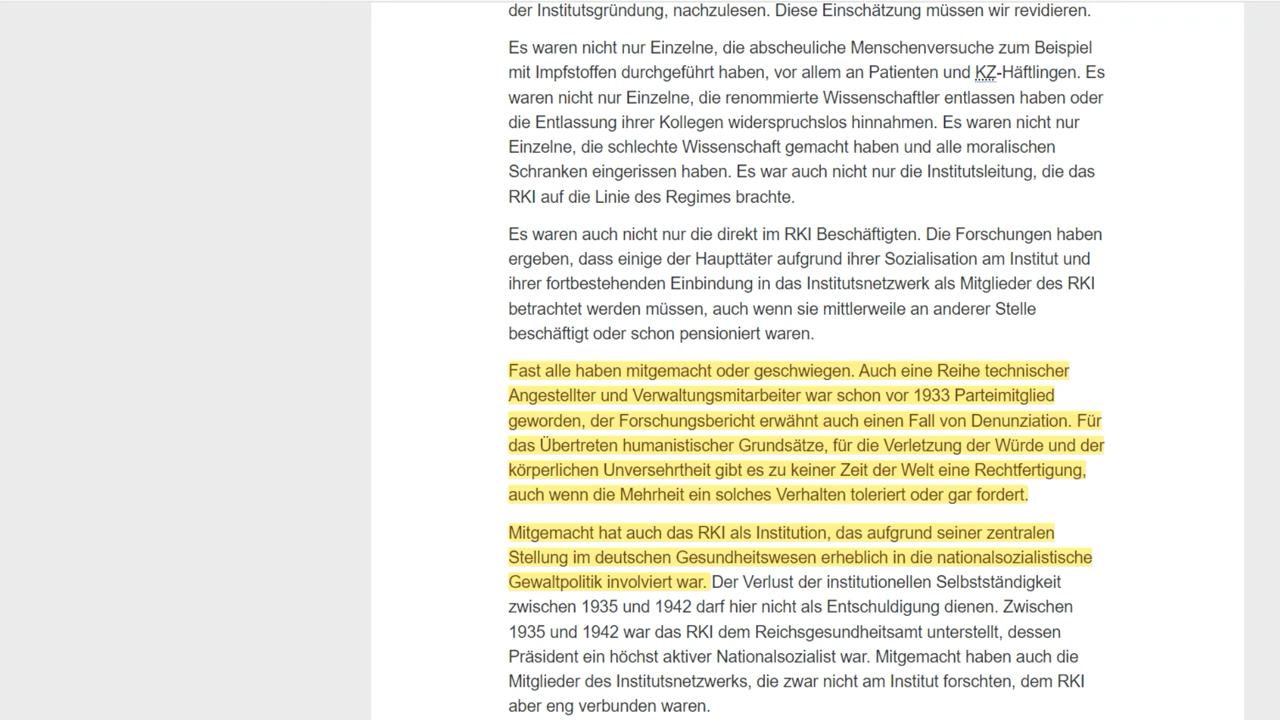 der Institutsgründung, nachzulesen. Diese Einschätzung müssen wir revidieren.
Es waren nicht nur Einzelne, die abscheuliche Menschenversuche zum Beispiel
mit Impfstoffen durchgeführt haben, vor allem an Patienten und KZ-Häftlingen. Es
waren nicht nur Einzelne, die renommierte Wissenschaftler entlassen haben oder
die Entlassung ihrer Kollegen widerspruchslos hinnahmen. Es waren nicht nur
Einzelne, die schlechte Wissenschaft gemacht haben und alle moralischen
Schranken eingerissen haben. Es war auch nicht nur die Institutsleitung, die das
RKI auf die Linie des Regimes brachte.
Es waren auch nicht nur die direkt im RKI Beschäftigten. Die Forschungen haben
ergeben, dass einige der Haupttäter aufgrund ihrer Sozialisation am Institut und
ihrer fortbestehenden Einbindung in das Institutsnetzwerk als Mitglieder des RKI
betrachtet werden müssen, auch wenn sie mittlerweile an anderer Stelle
beschäftigt oder schon pensioniert waren.
Fast alle haben mitgemacht oder geschwiegen. Auch eine Reihe technischer
Angestellter und Verwaltungsmitarbeiter war schon vor 1933 Parteimitglied
geworden, der Forschungsbericht erwähnt auch einen Fall von Denunziation. Für
das Übertreten humanistischer Grundsätze, für die Verletzung der Würde und der
körperlichen Unversehrtheit gibt es zu keiner Zeit der Welt eine Rechtfertigung,
auch wenn die Mehrheit ein solches Verhalten toleriert oder gar fordert.
Mitgemacht hat auch das RKI als Institution, das aufgrund seiner zentralen
Stellung im deutschen Gesundheitswesen erheblich in die nationalsozialistische
Gewaltpolitik involviert war. Der Verlust der institutionellen Selbstständigkeit
zwischen 1935 und 1942 darf hier nicht als Entschuldigung dienen. Zwischen
1935 und 1942 war das RKI dem Reichsgesundheitsamt unterstellt, dessen
Präsident ein höchst aktiver Nationalsozialist war. Mitgemacht haben auch die
Mitglieder des Institutsnetzwerks, die zwar nicht am Institut forschten, dem RKI
aber eng verbunden waren.